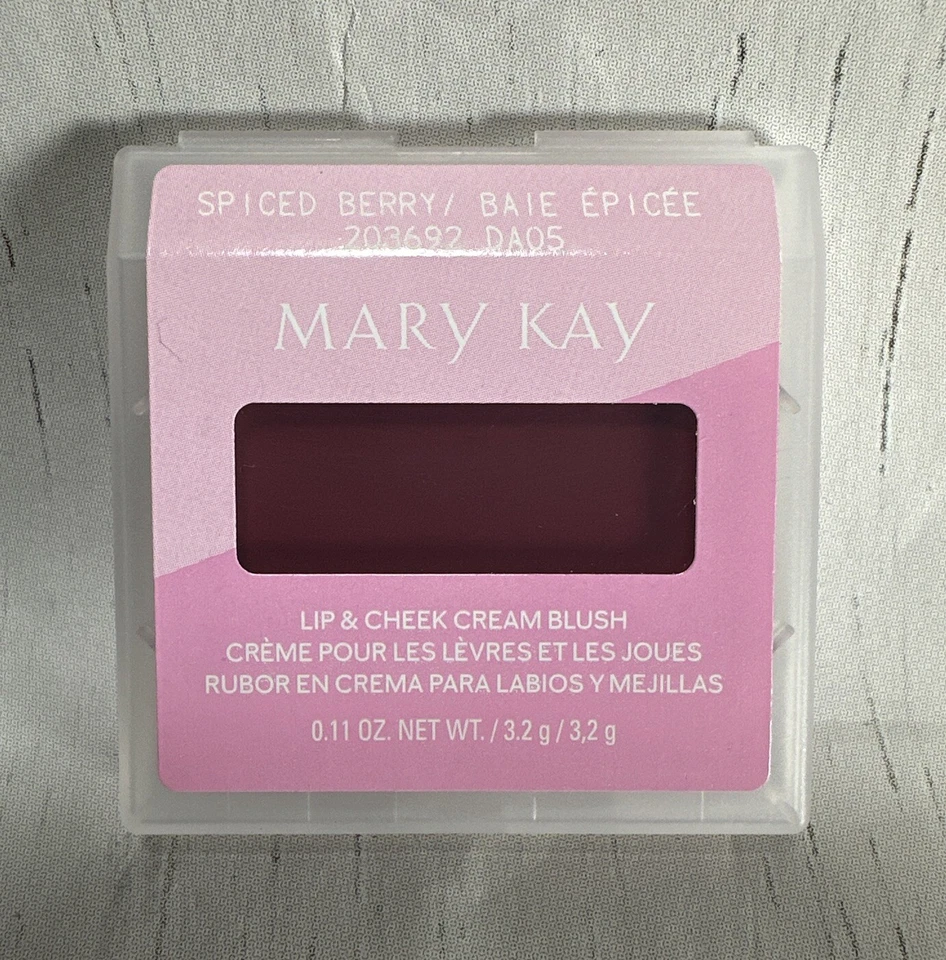 SPICED BERRY/ BAIE ÉPICÉE
203692 DA05
MARY KAY
LIP & CHEEK CREAM BLUSH
CRÈME POUR LES LÈVRES ET LES JOUES
RUBOR EN CREMA PARA LABIOS Y MEJILLAS
0.11 OZ. NET WT. / 3.2 g / 3,2 g